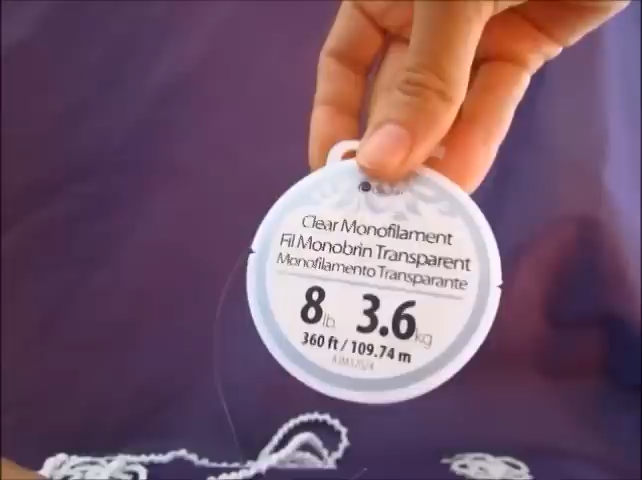 Clear Monofilament
Fil Monobrin Transparent
Monofilamento Transparante
8 lb 3.6 kg
360 ft / 109.74 m